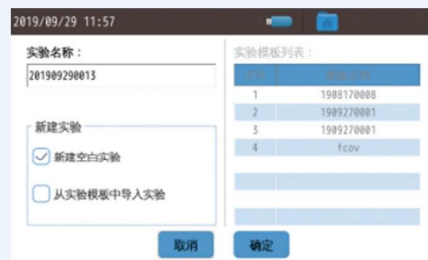 2019/09/29 11:57
实验名称：
201909290013
新建实验
新建空白实验
从实验模板中导入实验
实验模板列表：
1 1908170008
2 1909270001
3 1909270001
4 fcov
取消
确定